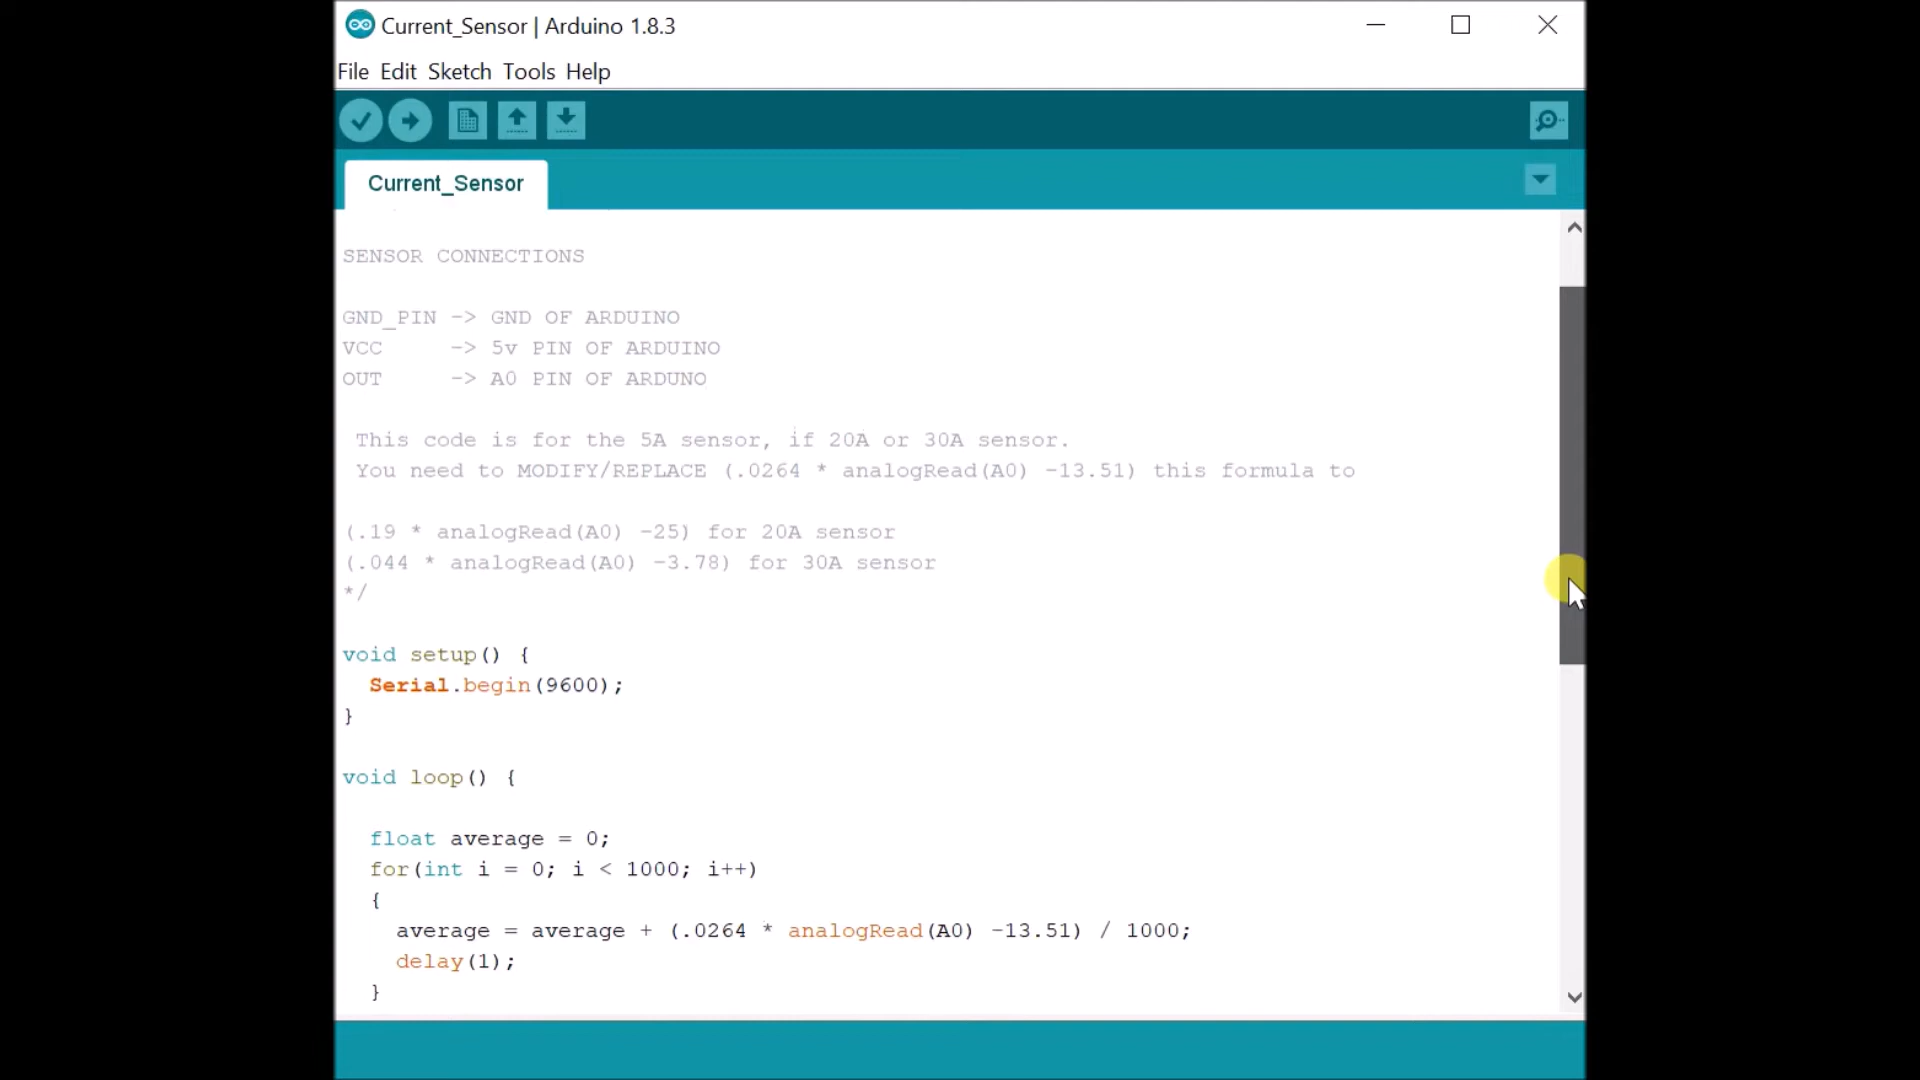 Current_Sensor | Arduino 1.8.3
File Edit Sketch Tools Help
Current_Sensor
SENSOR CONNECTIONS
GND_PIN -> GND OF ARDUINO
VCC -> 5v PIN OF ARDUINO
OUT -> A0 PIN OF ARDUNO
This code is for the 5A sensor, if 20A or 30A sensor.
You need to MODIFY/REPLACE (.0264 * analogRead(A0) -13.51) this formula to
(.19 * analogRead(A0) -25) for 20A sensor
(.044 * analogRead(A0) -3.78) for 30A sensor
*/
void setup() {
Serial.begin(9600);
}
void loop() {
float average = 0;
for(int i = 0; i < 1000; i++)
{
average = average + (.0264 * analogRead(A0) -13.51) / 1000;
delay(1);
}